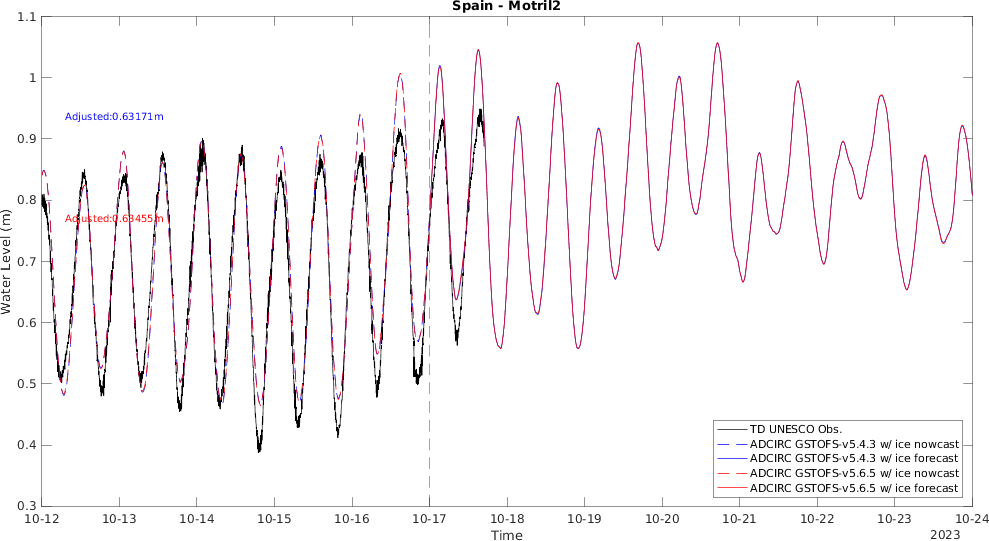 Spain - Motril2
1.1
1
0.9
0.8
0.7
0.6
0.5
0.4
0.3
Water Level (m)
Adjusted:0.63171m
Adjusted:0.63455m
TD UNESCO Obs.
ADCIRC GSTOFS-v5.4.3 w/ ice nowcast
ADCIRC GSTOFS-v5.4.3 w/ ice forecast
ADCIRC GSTOFS-v5.6.5 w/ ice nowcast
ADCIRC GSTOFS-v5.6.5 w/ ice forecast
10-12 10-13 10-14 10-15 10-16 10-17 10-18 10-19 10-20 10-21 10-22 10-23 10-24
Time
2023